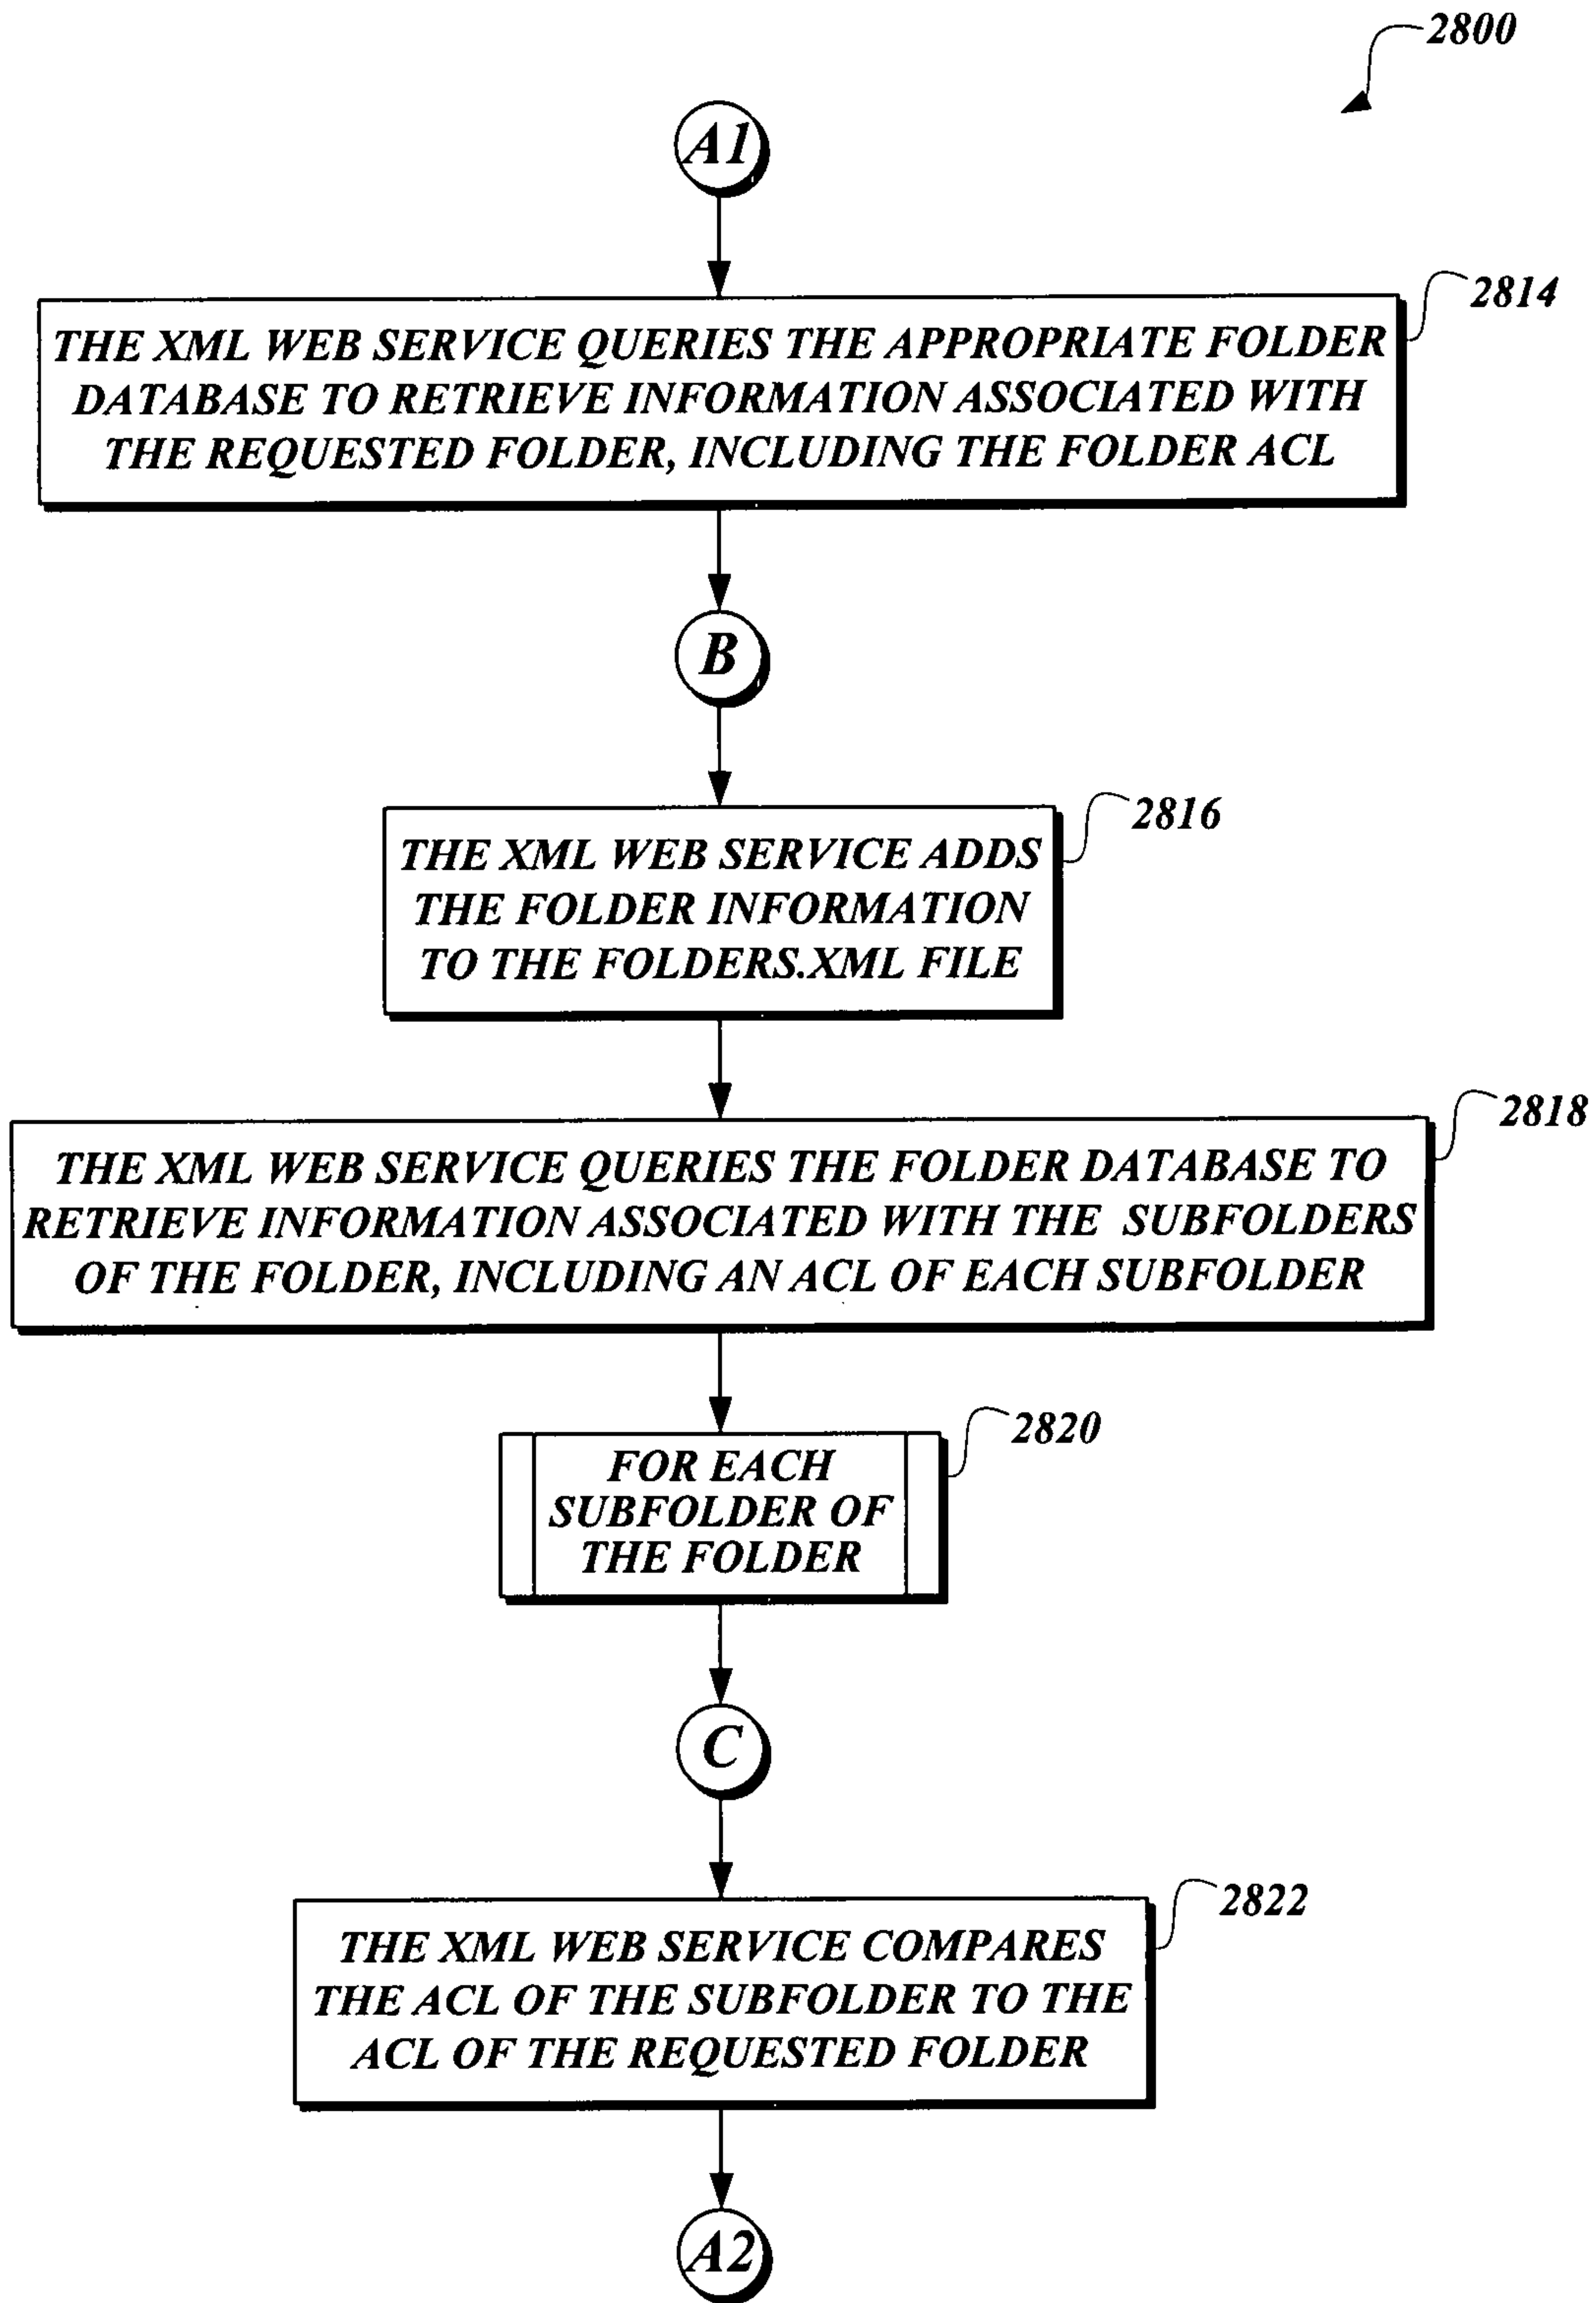 2800
A1
2814
THE XML WEB SERVICE QUERIES THE APPROPRIATE FOLDER
DATABASE TO RETRIEVE INFORMATION ASSOCIATED WITH
THE REQUESTED FOLDER, INCLUDING THE FOLDER ACL
B
2816
THE XML WEB SERVICE ADDS
THE FOLDER INFORMATION
TO THE FOLDERS.XML FILE
2818
THE XML WEB SERVICE QUERIES THE FOLDER DATABASE TO
RETRIEVE INFORMATION ASSOCIATED WITH THE SUBFOLDERS
OF THE FOLDER, INCLUDING AN ACL OF EACH SUBFOLDER
2820
FOR EACH
SUBFOLDER OF
THE FOLDER
C
2822
THE XML WEB SERVICE COMPARES
THE ACL OF THE SUBFOLDER TO THE
ACL OF THE REQUESTED FOLDER
A2